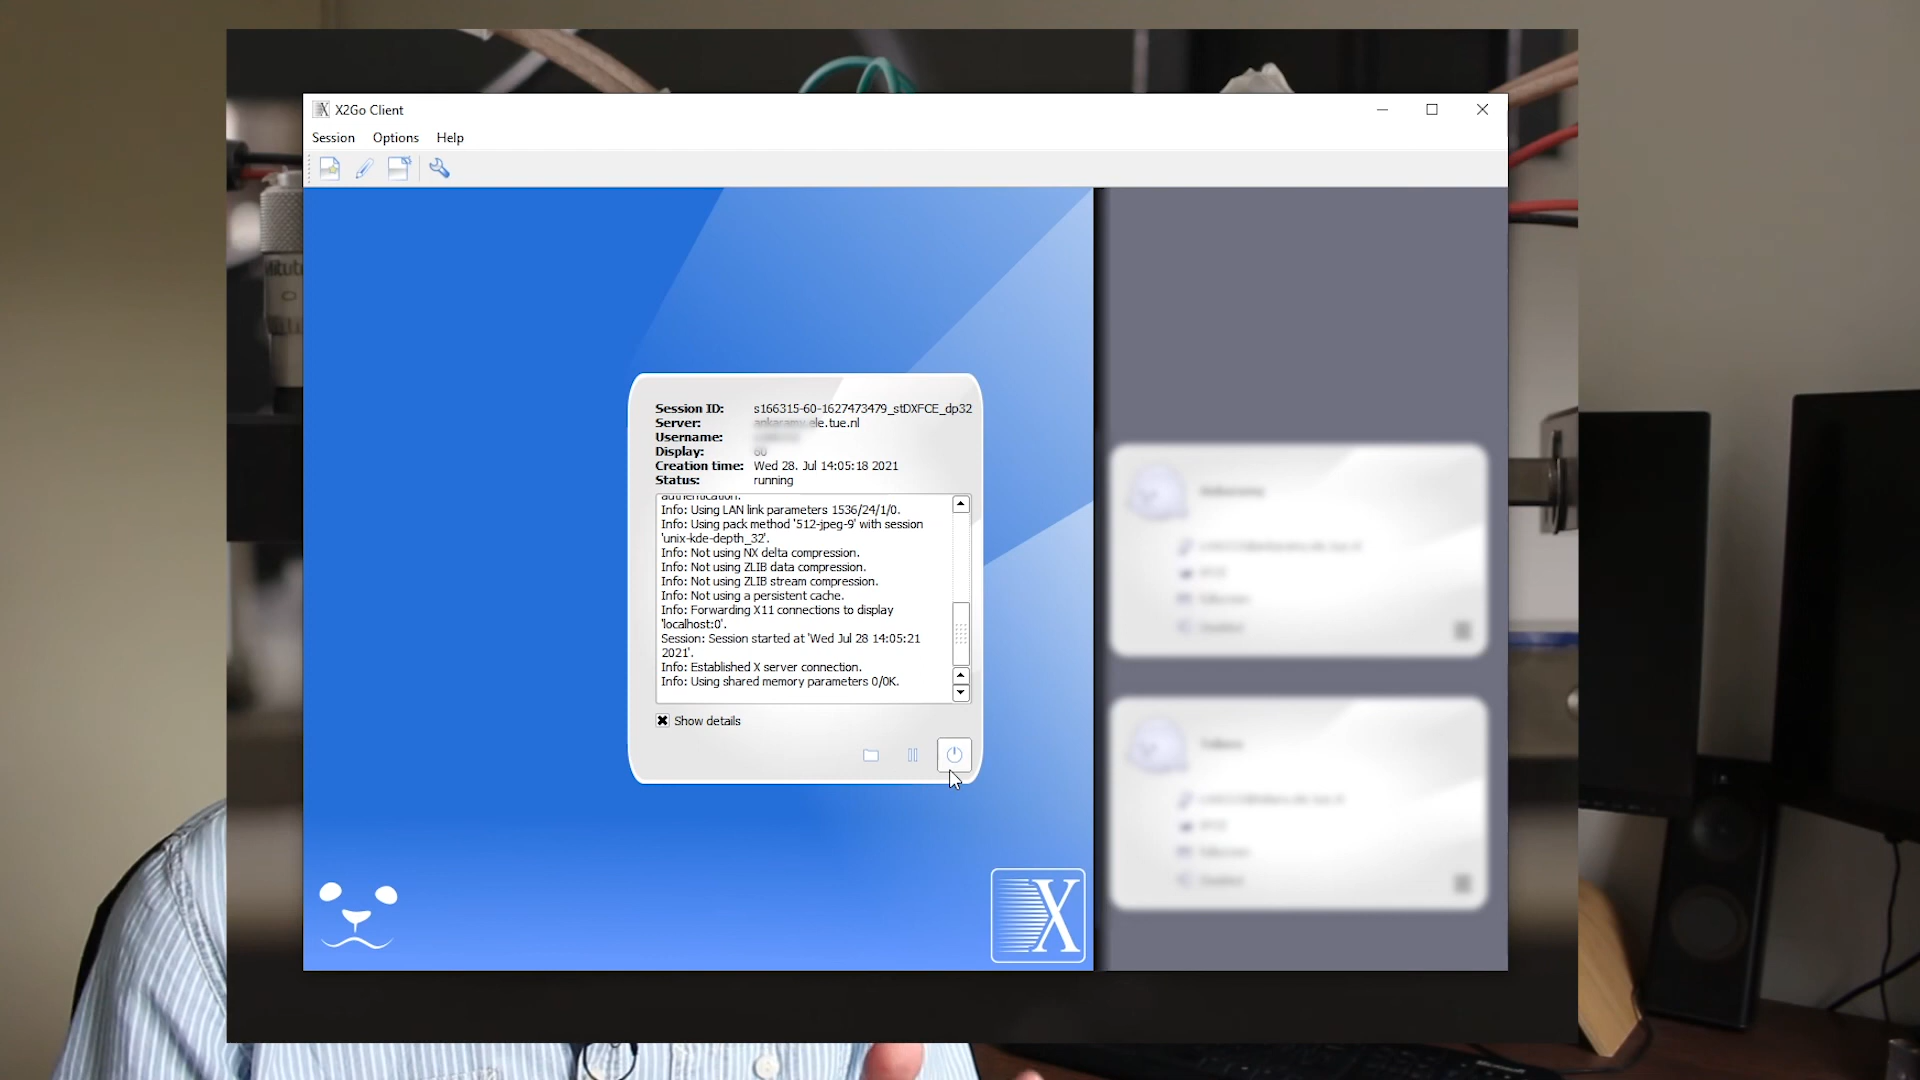 X2Go Client
Session Options Help
Session ID: s166315-60-1627473479_stDXFCE_dp32
Server: .ele.tue.nl
Username:
Display: 60
Creation time: Wed 28. Jul 14:05:18 2021
Status: running
authentication.
Info: Using LAN link parameters 1536/24/1/0.
Info: Using pack method '512-jpeg-9' with session
'unix-kde-depth_32'.
Info: Not using NX delta compression.
Info: Not using ZLIB data compression.
Info: Not using ZLIB stream compression.
Info: Not using a persistent cache.
Info: Forwarding X11 connections to display
'localhost:0'.
Session: Session started at 'Wed Jul 28 14:05:21
2021'.
Info: Established X server connection.
Info: Using shared memory parameters 0/0K.
Show details
X